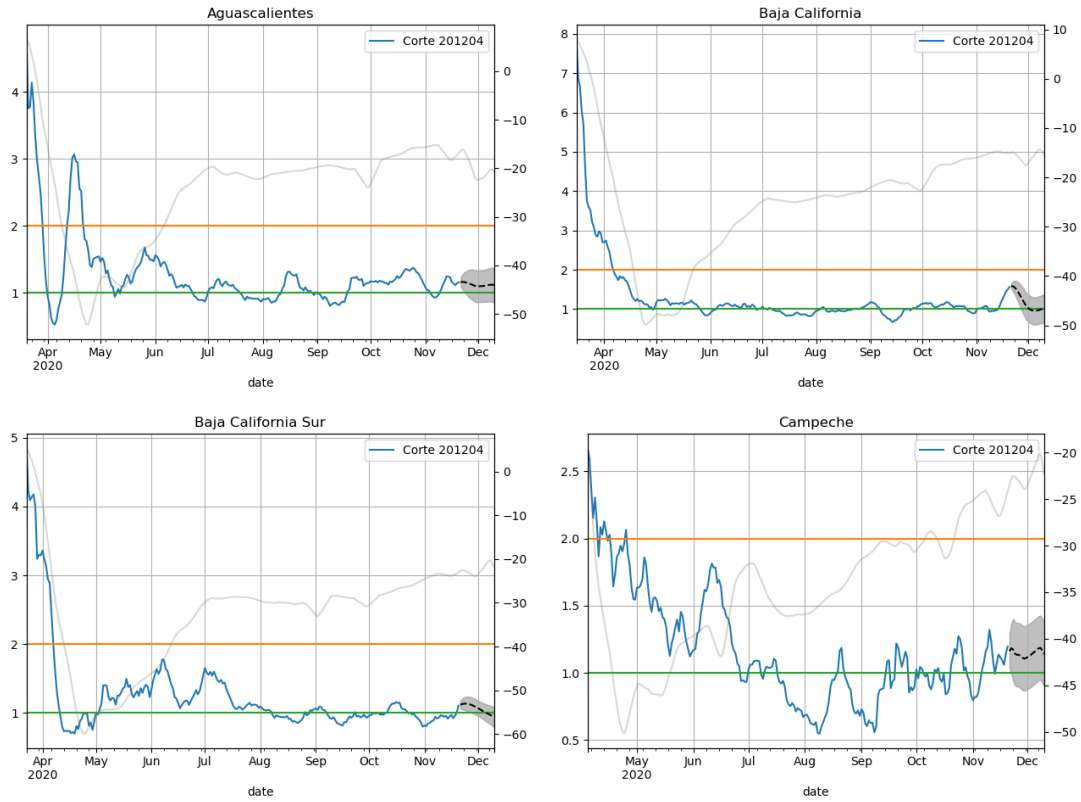 Aguascalientes
Corte 201204
4
3
2
1
0
−10
−20
−30
−40
−50
Apr
2020
May
Jun
Jul
Aug
Sep
Oct
Nov
Dec
date
Baja California
Corte 201204
8
7
6
5
4
3
2
1
10
0
−10
−20
−30
−40
−50
Apr
2020
May
Jun
Jul
Aug
Sep
Oct
Nov
Dec
date
Baja California Sur
Corte 201204
5
4
3
2
1
0
−10
−20
−30
−40
−50
−60
Apr
2020
May
Jun
Jul
Aug
Sep
Oct
Nov
Dec
date
Campeche
Corte 201204
2.5
2.0
1.5
1.0
0.5
−20
−25
−30
−35
−40
−45
−50
May
2020
Jun
Jul
Aug
Sep
Oct
Nov
Dec
date